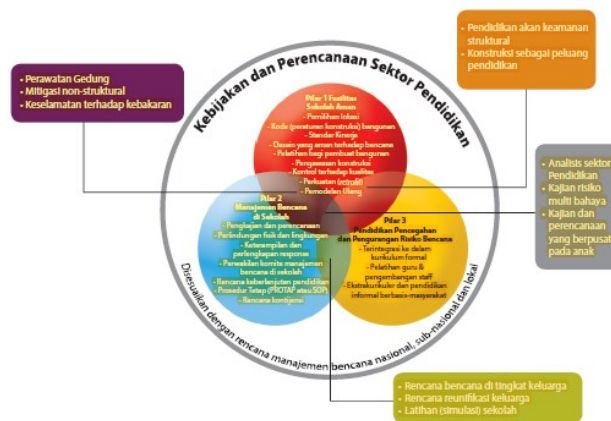 Kebijakan dan Perencanaan Sektor Pendidikan
- Pendidikan akan keamanan
struktural
- Konstruksi sebagai peluang
pendidikan
• Perawatan Gedung
• Mitigasi non-struktural
• Keselamatan terhadap kebakaran
Pilar 1 Fasilitas
Sekolah Aman
- Pemilihan lokasi
- Kode (peraturan konstruksi) bangunan
- Standar Kinerja
- Disain yang aman terhadap bencana
- Pelatihan bagi pembuat bangunan
- Pengawasan konstruksi
- Kontrol terhadap kualitas
- Perkuatan (retrofit)
- Pemodelan Ulang
• Analisis sektor
Pendidikan
• Kajian risiko
multi bahaya
• Kajian dan
perencanaan
yang berpusat
pada anak
Pilar 2
Manajemen Bencana
di Sekolah
- Pengkajian dan perencanaan
- Perlindungan fisik dan lingkungan
- Keterampilan dan
perlengkapan response
- Perwakilan komite manajemen
bencana di sekolah
- Rencana keberlanjutan pendidikan
- Prosedur Tetap (PROTAP atau SOP)
- Rencana kontijensi
Pilar 3
Pendidikan Pencegahan
dan Pengurangan Risiko Bencana
- Terintegrasi ke dalam
kurikulum formal
- Pelatihan guru &
pengembangan staff
- Ekstrakurikuler dan pendidikan
informal berbasis-masyarakat
Disesuaikan dengan rencana manajemen bencana nasional, sub-nasional dan lokal
• Rencana bencana di tingkat keluarga
• Rencana reunifikasi keluarga
• Latihan (simulasi) sekolah